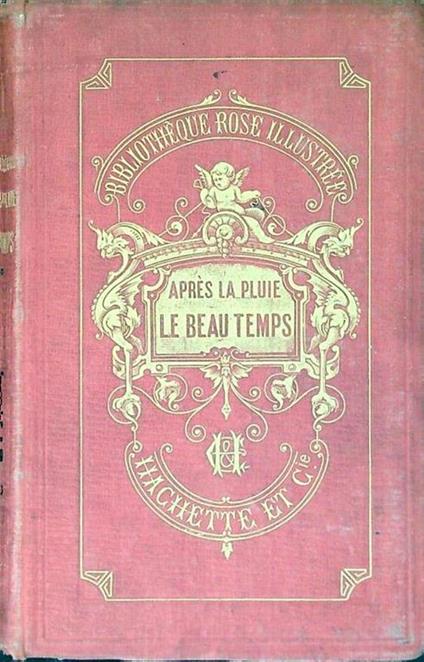 BIBLIOTHÈQUE ROSE ILLUSTRÉE
APRÈS LA PLUIE
LE BEAU TEMPS
H&C
HACHETTE ET Cie.